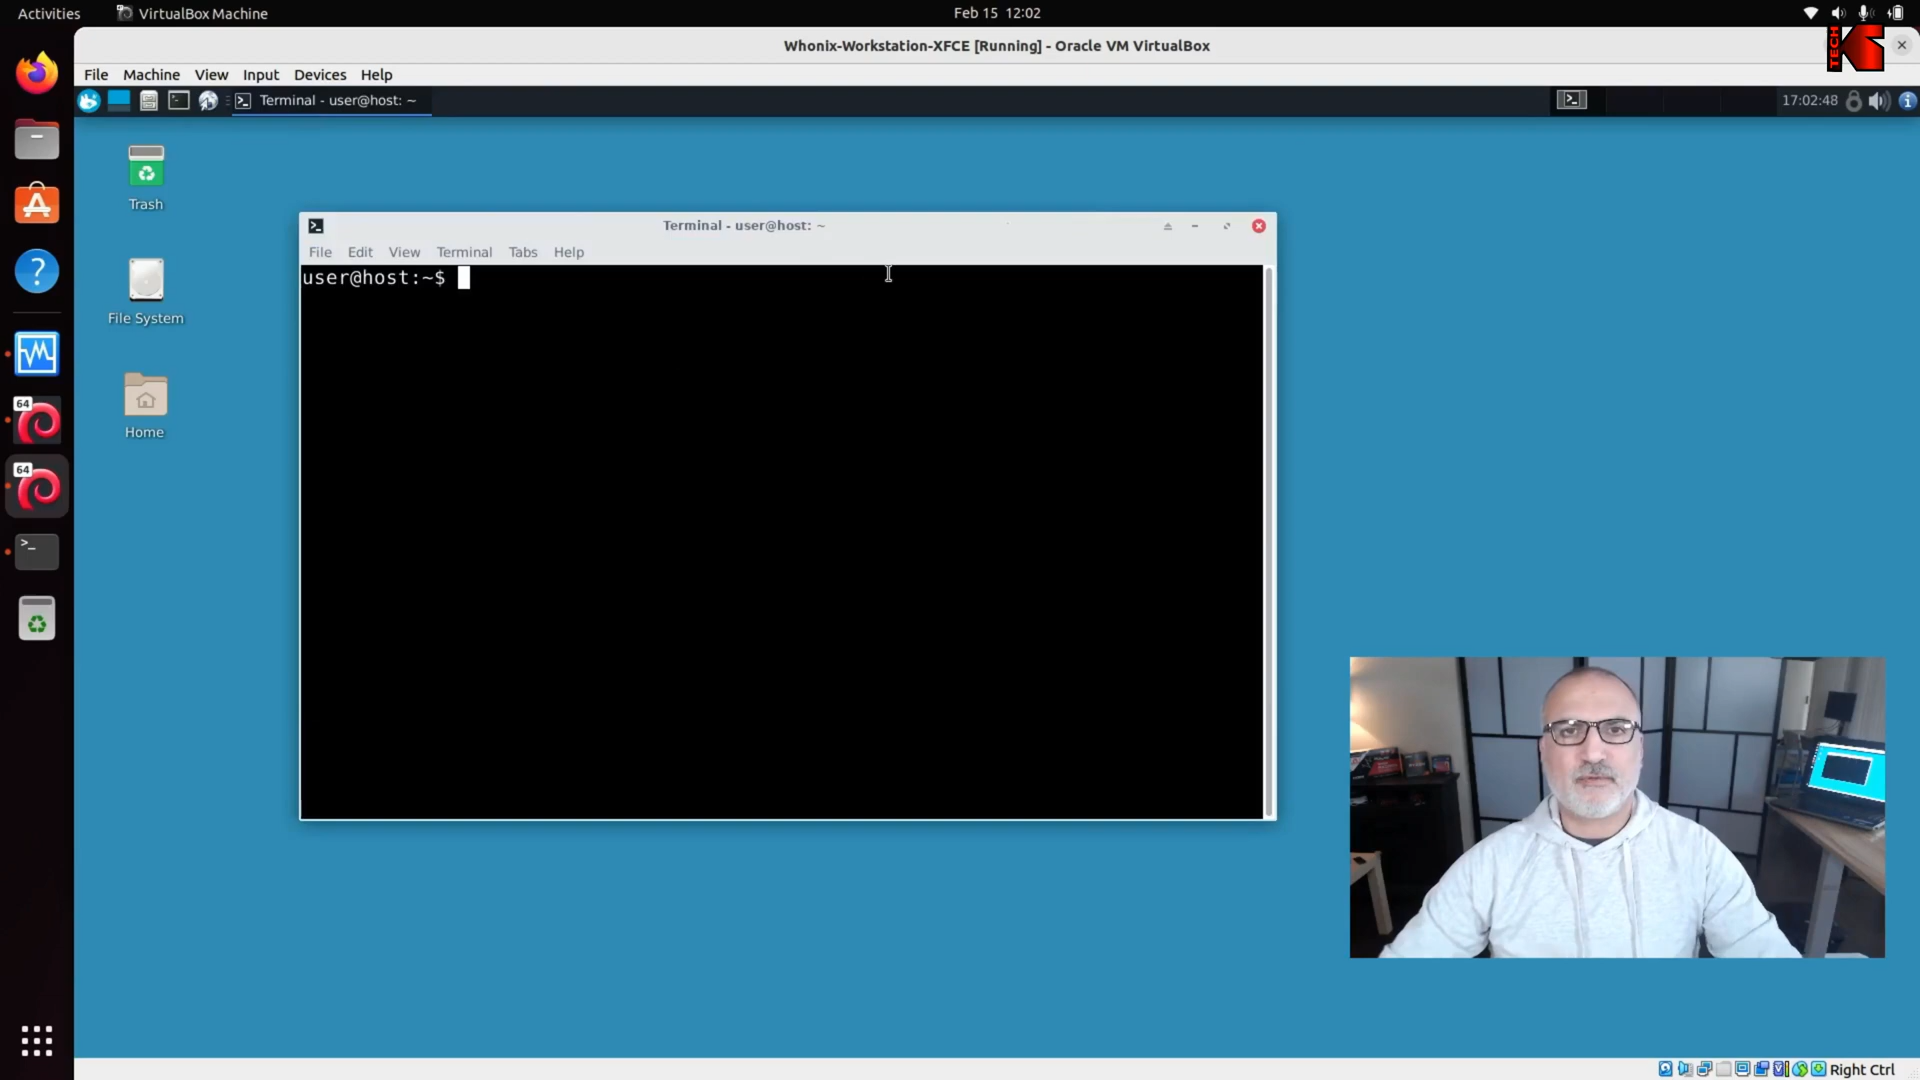 Activities
VirtualBox Machine
Feb 15 12:02
Whonix-Workstation-XFCE [Running] - Oracle VM VirtualBox
TECH
KT
File Machine View Input Devices Help
Terminal - user@host: ~
17:02:48
Trash
File System
Home
Terminal - user@host: ~
File Edit View Terminal Tabs Help
user@host:~$
64
64
Right Ctrl